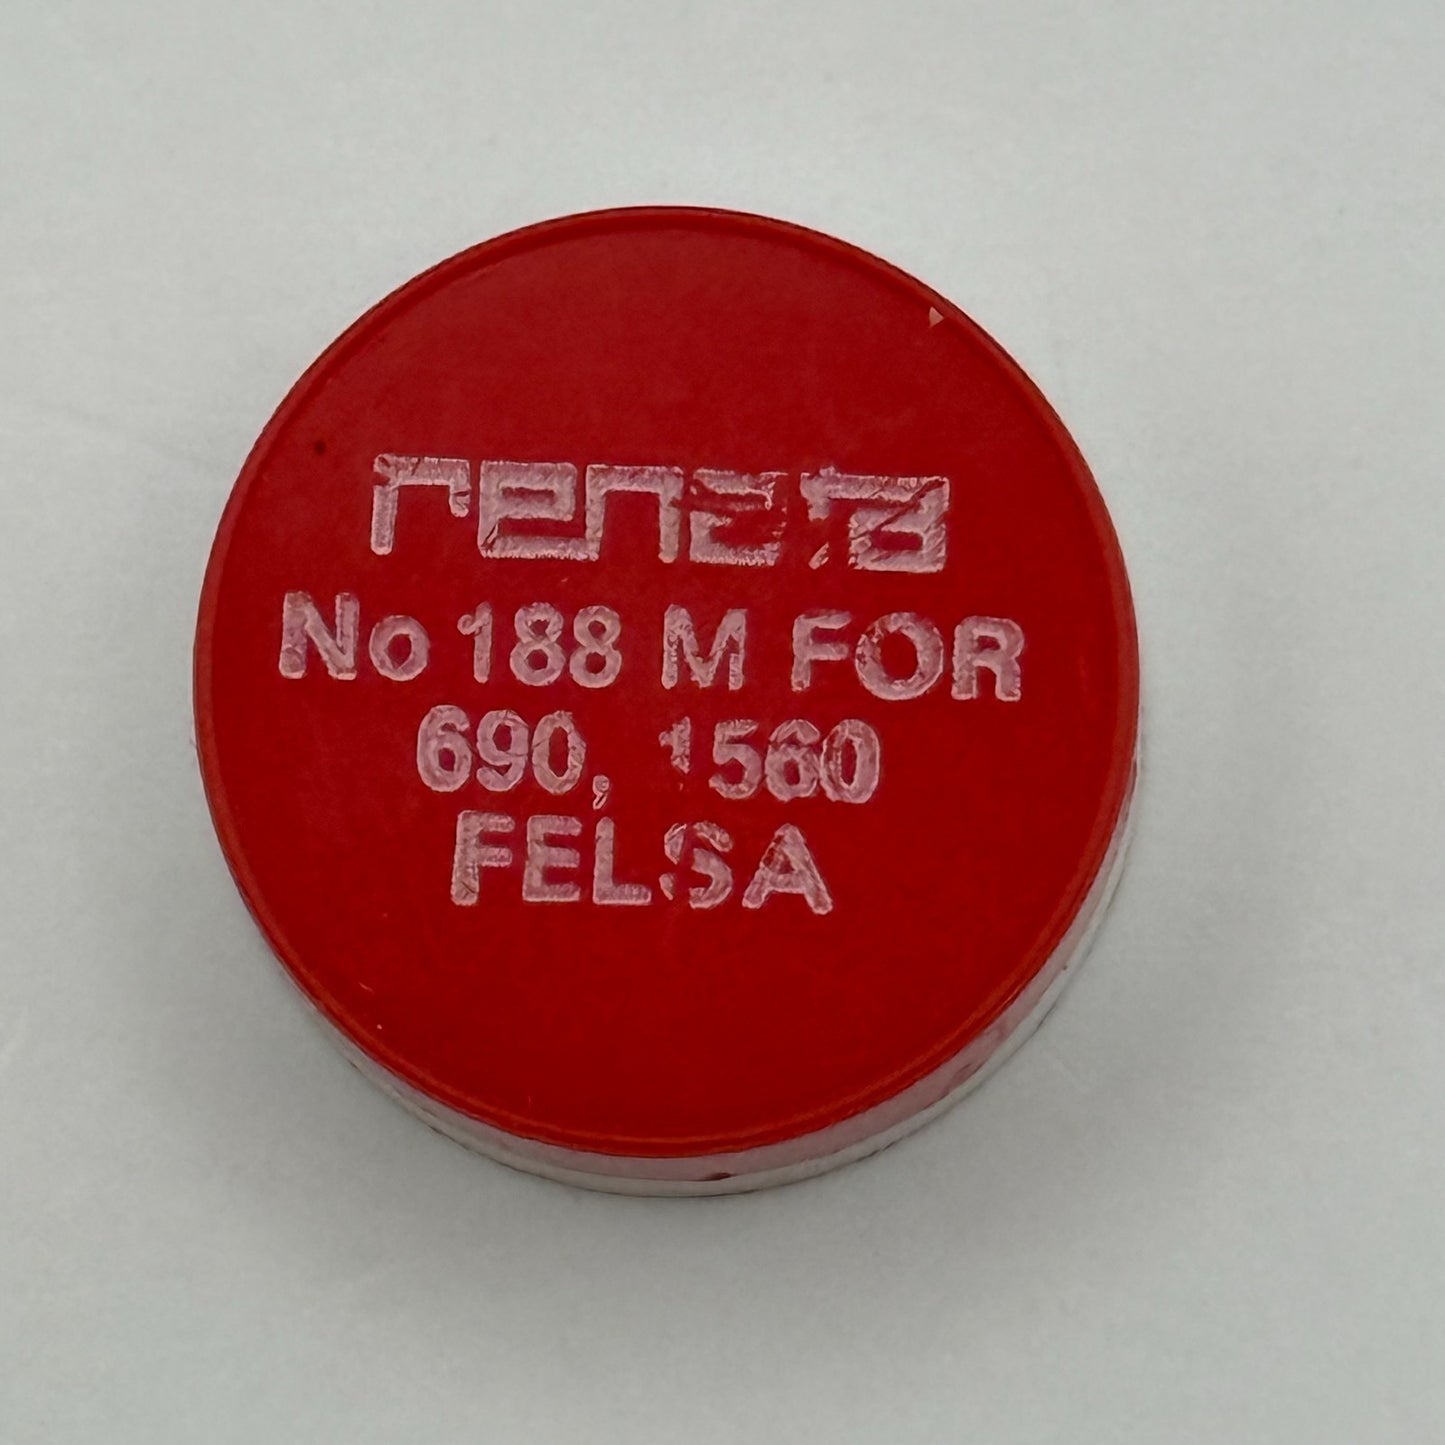 renata
No 188 M FOR
690, 1560
FELSA